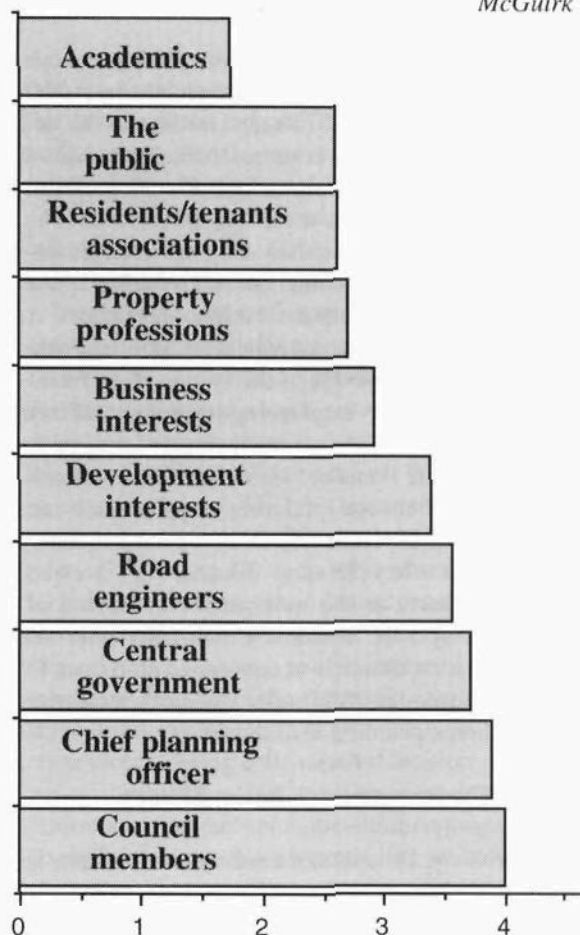 McGuirk
Academics
The
public
Residents/tenants
associations
Property
professions
Business
interests
Development
interests
Road
engineers
Central
government
Chief planning
officer
Council
members
0 1 2 3 4